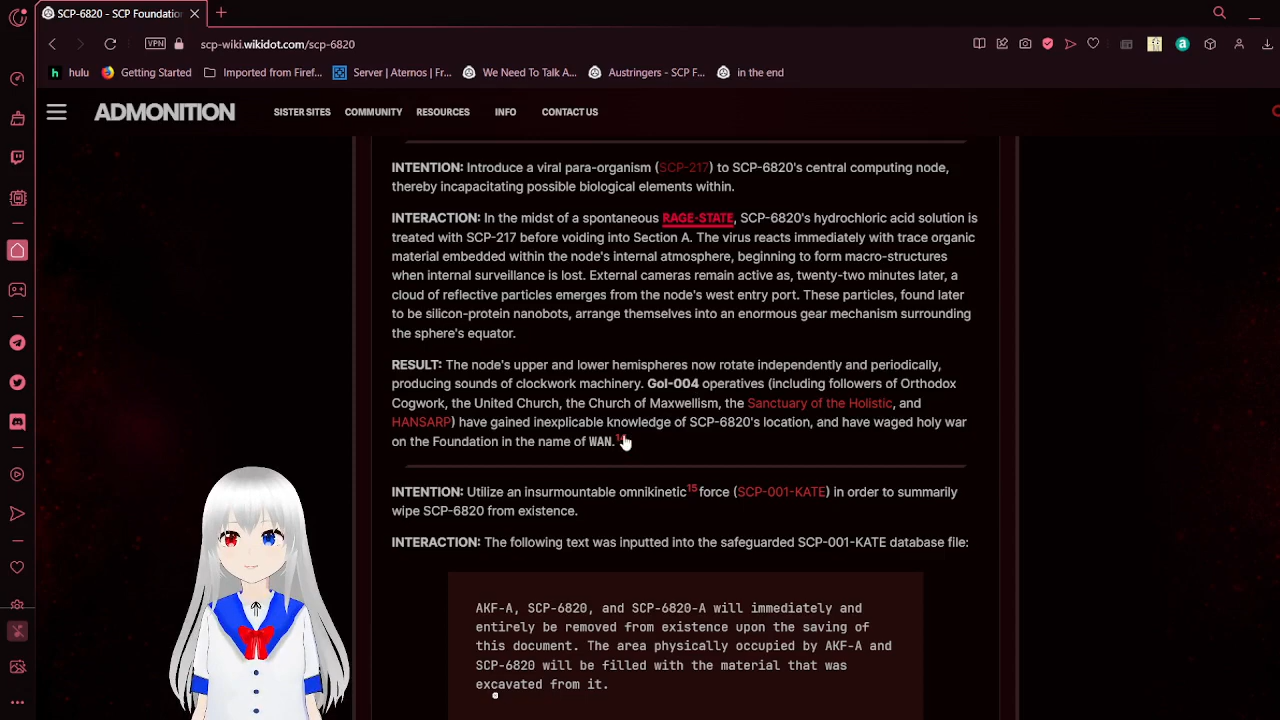 SCP-6820 - SCP Foundation
VPN
scp-wiki.wikidot.com/scp-6820
hulu
Getting Started
Imported from Firef...
Server | Aternos | Fr...
We Need To Talk A...
Austringers - SCP F...
in the end
ADMONITION
SISTER SITES
COMMUNITY
RESOURCES
INFO
CONTACT US
INTENTION: Introduce a viral para-organism (SCP-217) to SCP-6820's central computing node,
thereby incapacitating possible biological elements within.
INTERACTION: In the midst of a spontaneous RAGE-STATE, SCP-6820's hydrochloric acid solution is
treated with SCP-217 before voiding into Section A. The virus reacts immediately with trace organic
material embedded within the node's internal atmosphere, beginning to form macro-structures
when internal surveillance is lost. External cameras remain active as, twenty-two minutes later, a
cloud of reflective particles emerges from the node's west entry port. These particles, found later
to be silicon-protein nanobots, arrange themselves into an enormous gear mechanism surrounding
the sphere's equator.
RESULT: The node's upper and lower hemispheres now rotate independently and periodically,
producing sounds of clockwork machinery. GoI-004 operatives (including followers of Orthodox
Cogwork, the United Church, the Church of Maxwellism, the Sanctuary of the Holistic, and
HANSARP) have gained inexplicable knowledge of SCP-6820's location, and have waged holy war
on the Foundation in the name of WAN.
INTENTION: Utilize an insurmountable omnikinetic15 force (SCP-001-KATE) in order to summarily
wipe SCP-6820 from existence.
INTERACTION: The following text was inputted into the safeguarded SCP-001-KATE database file:
AKF-A, SCP-6820, and SCP-6820-A will immediately and
entirely be removed from existence upon the saving of
this document. The area physically occupied by AKF-A and
SCP-6820 will be filled with the material that was
excavated from it.